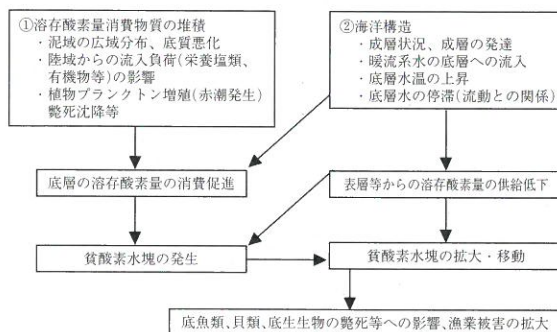 ①溶存酸素量消費物質の堆積
・泥域の広域分布、底質悪化
・陸域からの流入負荷(栄養塩類、
有機物等)の影響
・植物プランクトン増殖(赤潮発生)
斃死沈降等
②海洋構造
・成層状況、成層の発達
・暖流系水の底層への流入
・底層水温の上昇
・底層水の停滞(流動との関係)
底層の溶存酸素量の消費促進
表層等からの溶存酸素量の供給低下
貧酸素水塊の発生
貧酸素水塊の拡大・移動
底魚類、貝類、底生生物の斃死等への影響、漁業被害の拡大